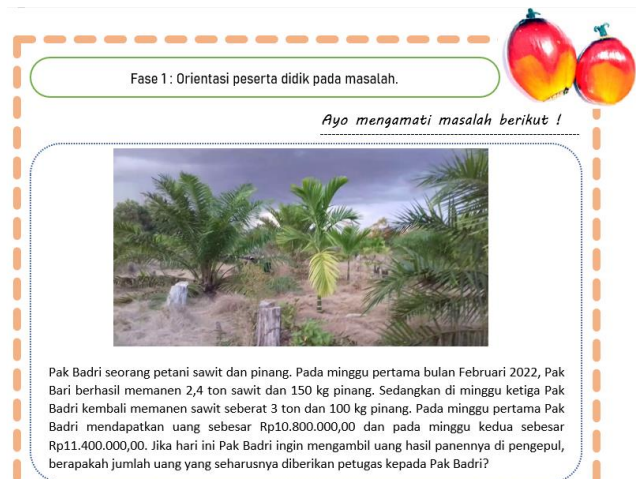 Fase 1 : Orientasi peserta didik pada masalah.
Ayo mengamati masalah berikut !
Pak Badri seorang petani sawit dan pinang. Pada minggu pertama bulan Februari 2022, Pak
Bari berhasil memanen 2,4 ton sawit dan 150 kg pinang. Sedangkan di minggu ketiga Pak
Badri kembali memanen sawit seberat 3 ton dan 100 kg pinang. Pada minggu pertama Pak
Badri mendapatkan uang sebesar Rp10.800.000,00 dan pada minggu kedua sebesar
Rp11.400.000,00. Jika hari ini Pak Badri ingin mengambil uang hasil panennya di pengepul,
berapakah jumlah uang yang seharusnya diberikan petugas kepada Pak Badri?